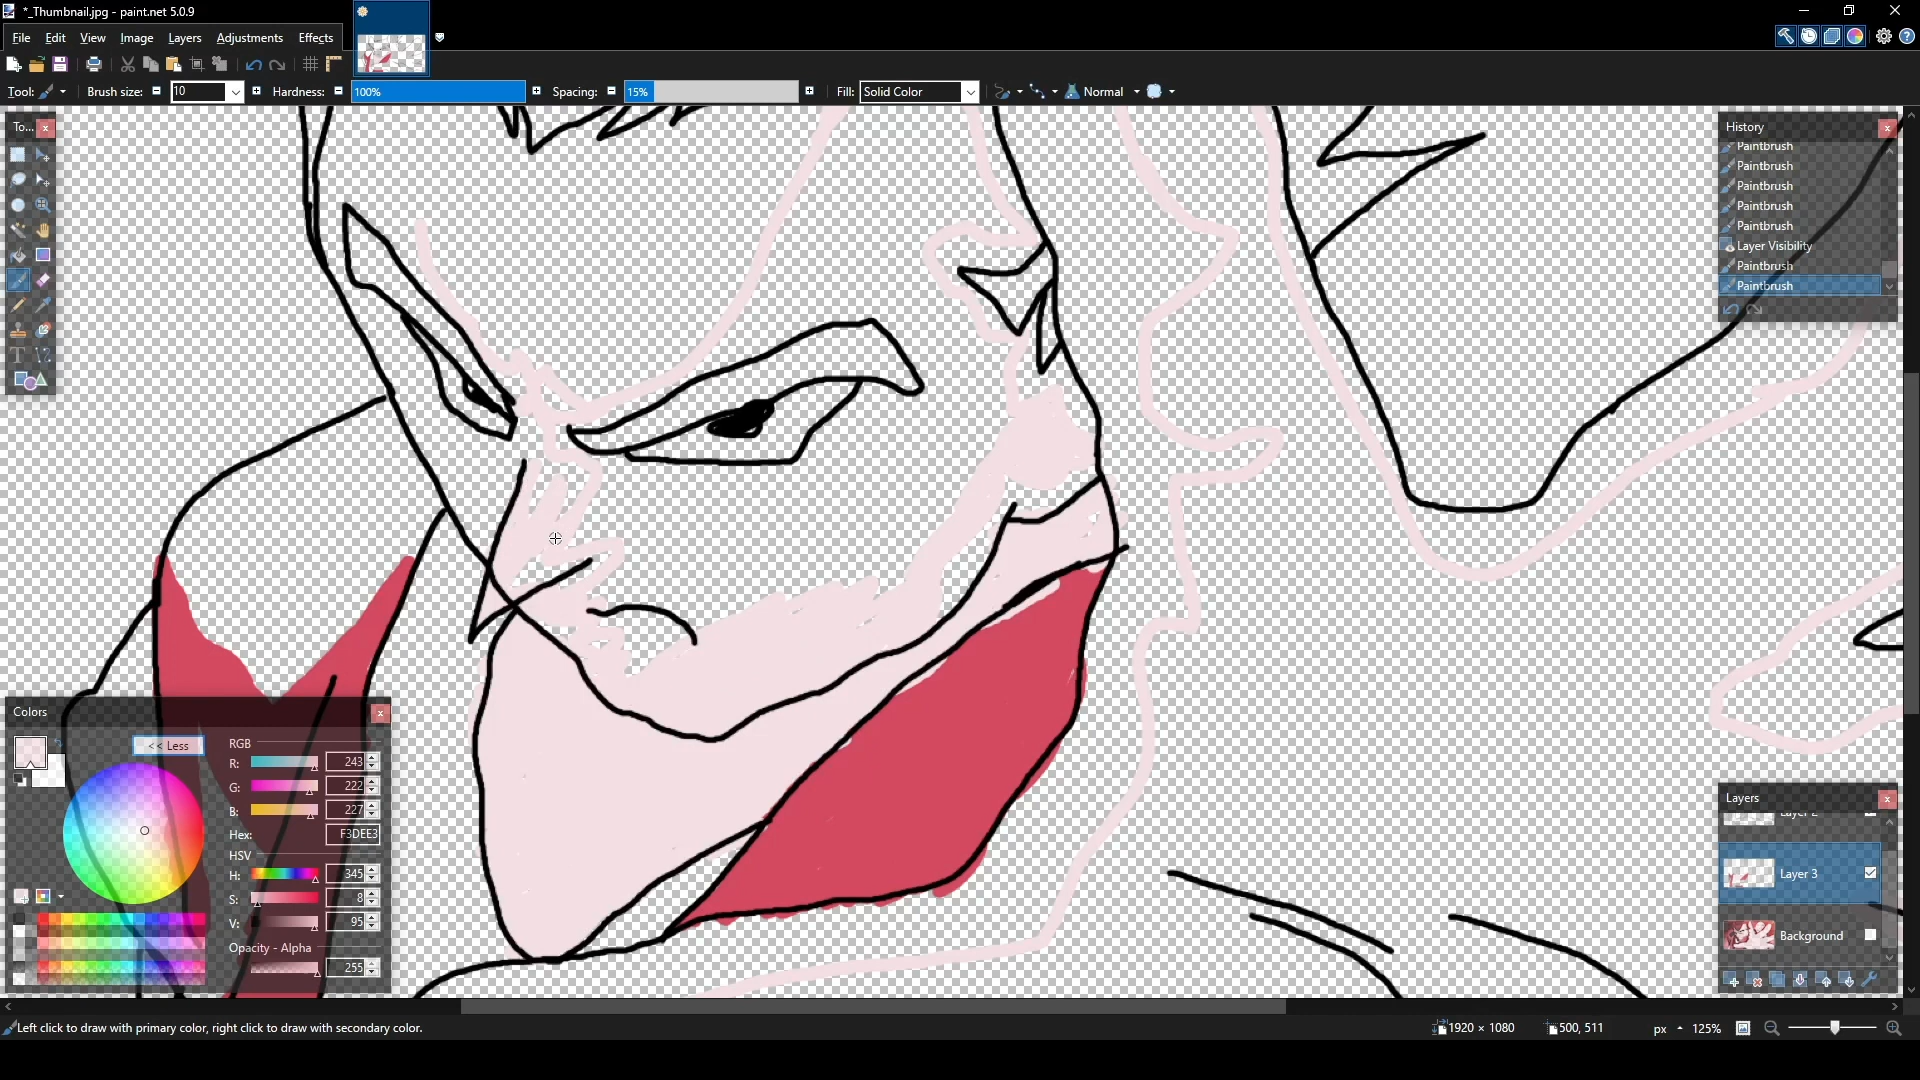 *_Thumbnail.jpg - paint.net 5.0.9
File Edit View Image Layers Adjustments Effects
Tool: Brush size: 10 Hardness: 100% Spacing: 15% Fill: Solid Color Normal
To...
History
Paintbrush
Paintbrush
Paintbrush
Paintbrush
Paintbrush
Layer Visibility
Paintbrush
Paintbrush
Colors
<< Less
RGB
R: 243
G: 222
B: 227
Hex: F3DEE3
HSV
H: 345
S: 8
V: 95
Opacity - Alpha
255
Layers
Layer 2
Layer 3
Background
Left click to draw with primary color, right click to draw with secondary color.
1920 × 1080
500, 511
px
125%